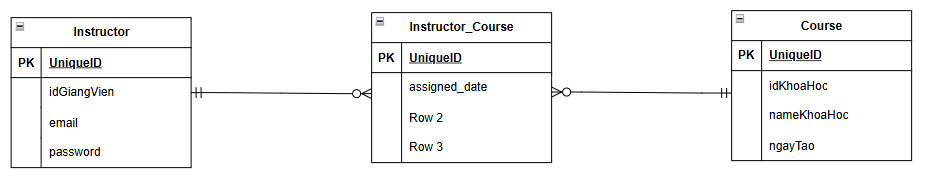 Instructor
PK UniqueID
idGiangVien
email
password
Instructor_Course
PK UniqueID
assigned_date
Row 2
Row 3
Course
PK UniqueID
idKhoaHoc
nameKhoaHoc
ngayTao